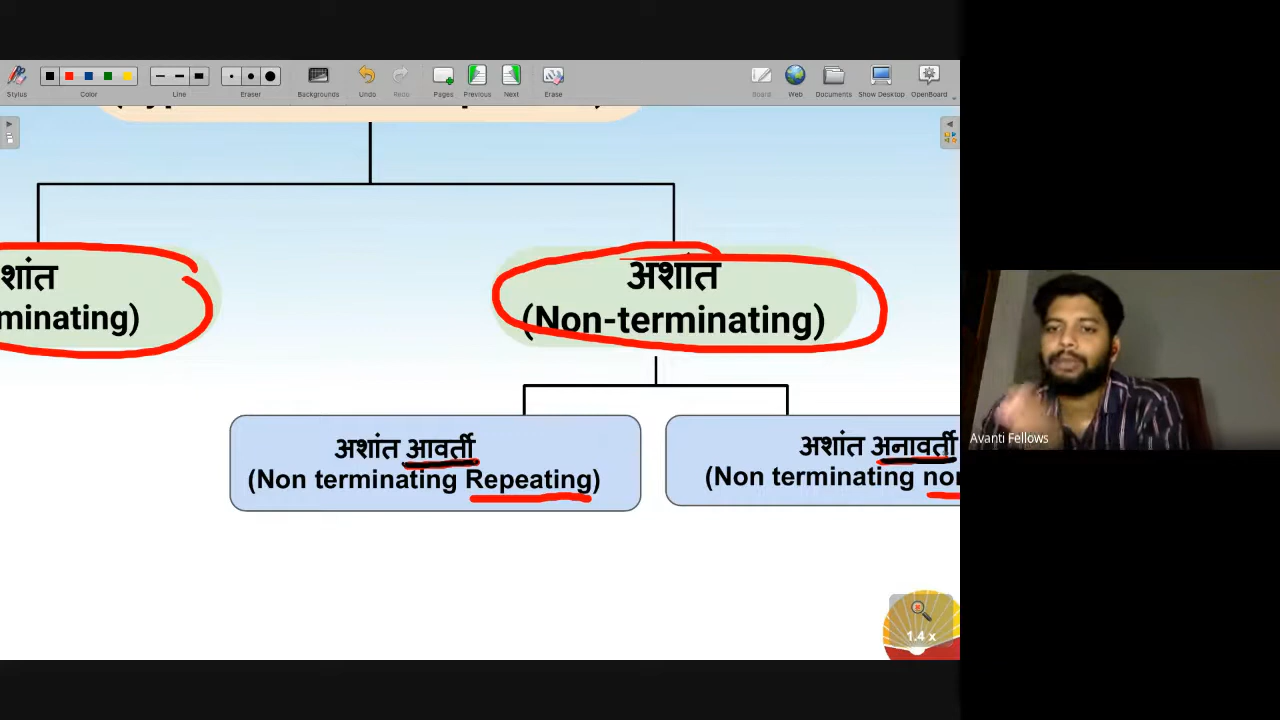 Stylus
Color
Line
Eraser
Backgrounds
Undo
Redo
Pages
Previous
Next
Erase
Board
Web
Documents
Show Desktop
OpenBoard
शांत
minating)
अशांत
(Non-terminating)
अशांत आवर्ती
(Non terminating Repeating)
अशांत अनावर्ती
(Non terminating non
Avanti Fellows
1.4 x